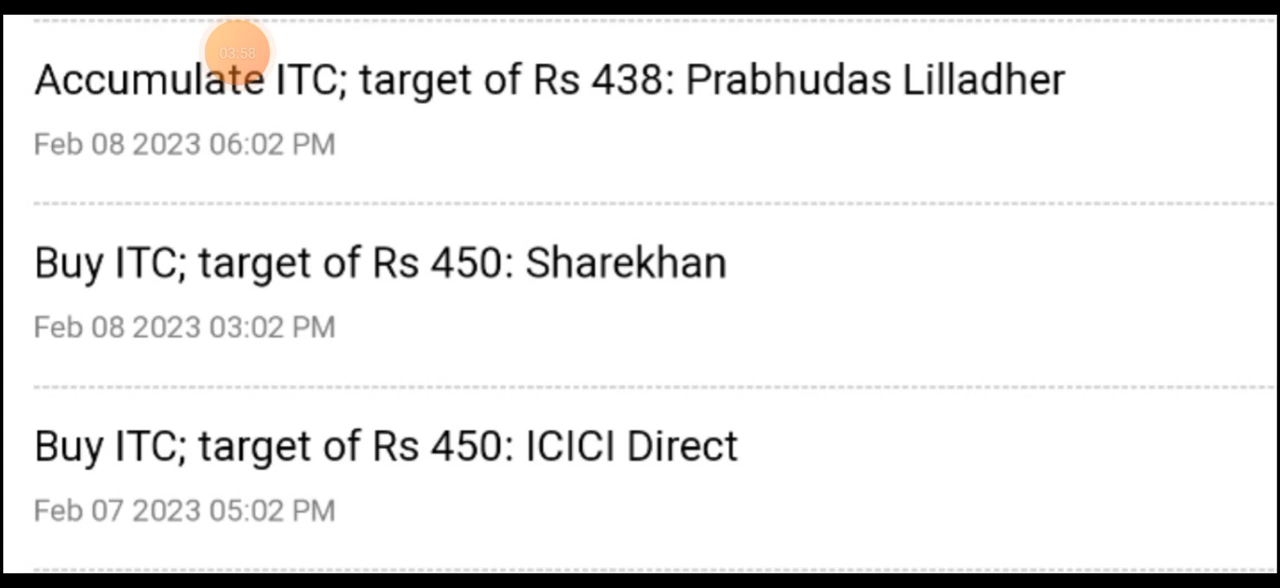 03:58
Accumulate ITC; target of Rs 438: Prabhudas Lilladher
Feb 08 2023 06:02 PM
Buy ITC; target of Rs 450: Sharekhan
Feb 08 2023 03:02 PM
Buy ITC; target of Rs 450: ICICI Direct
Feb 07 2023 05:02 PM